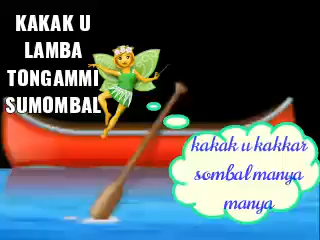 KAKAK U
LAMBA
TONGAMMI
SUMOMBAL
kakak u kakkar
sombal manya
manya